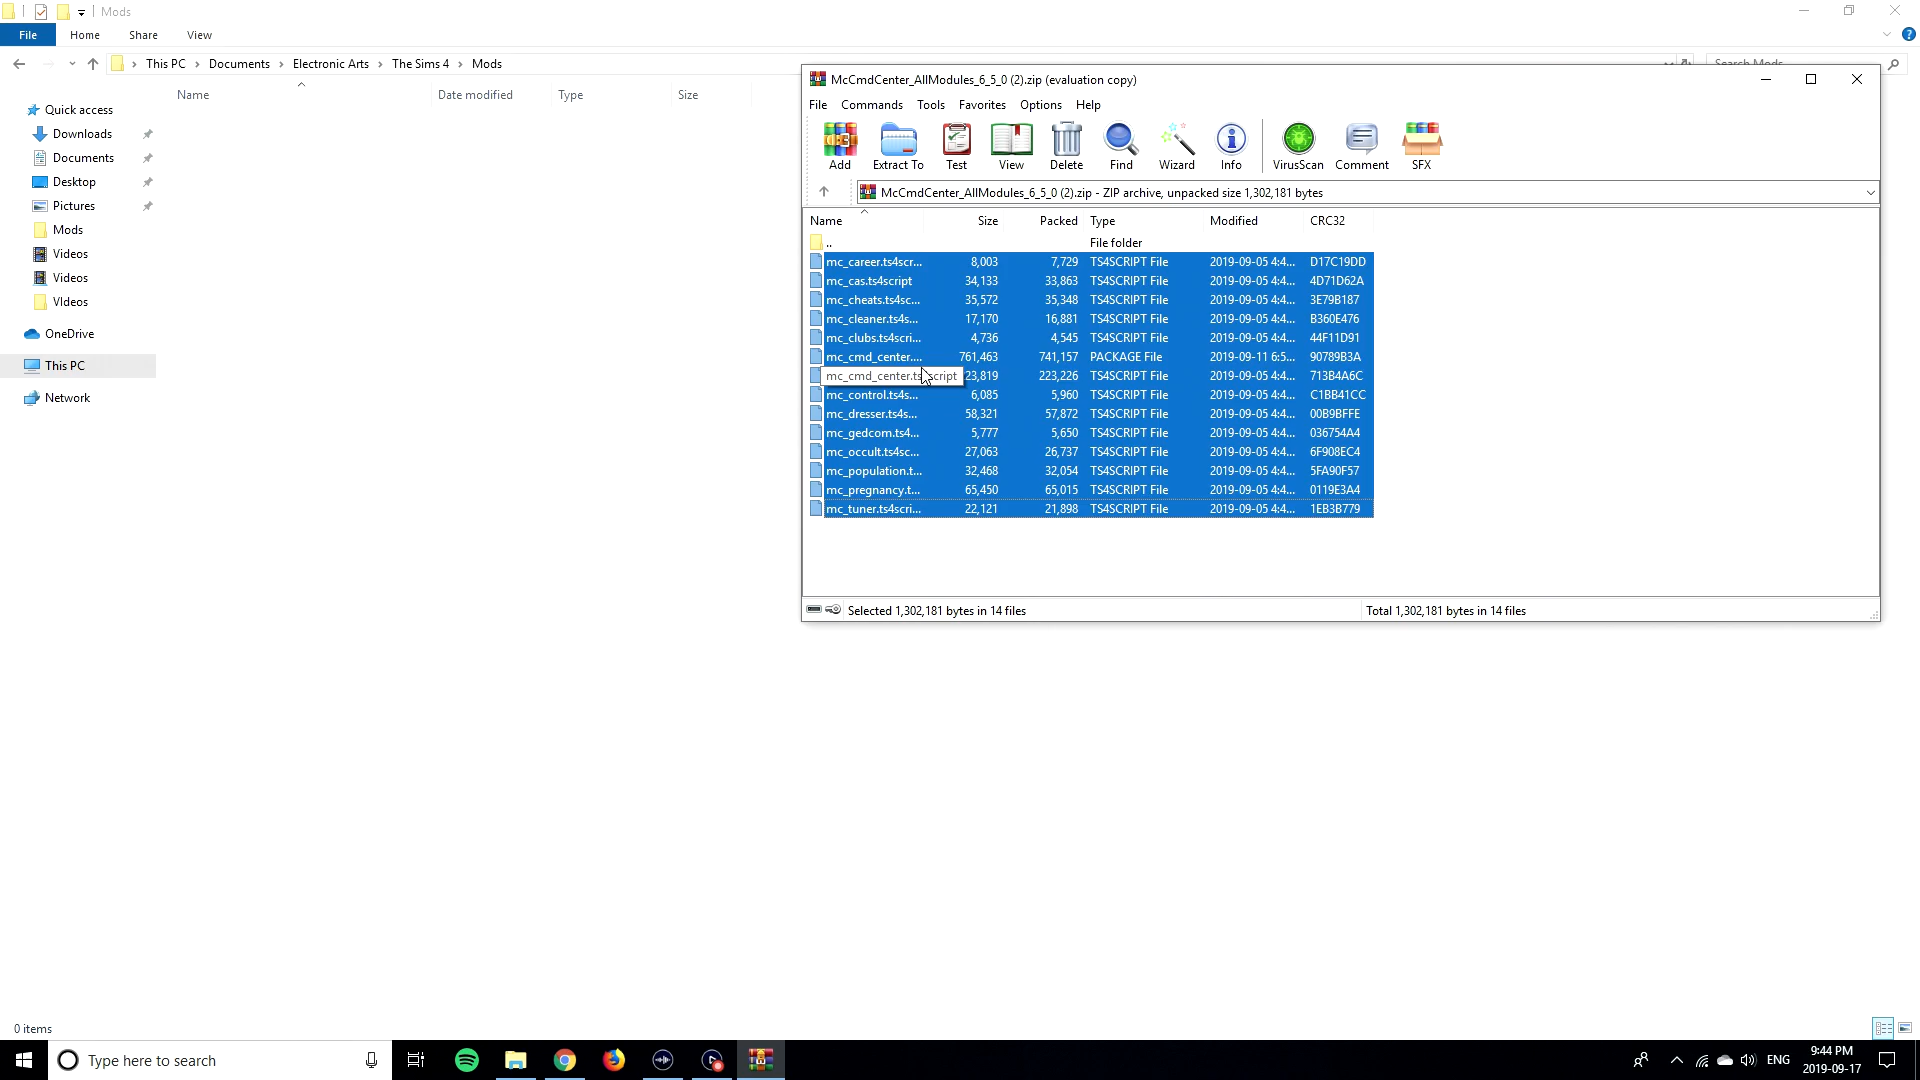 Mods
File Home Share View
This PC > Documents > Electronic Arts > The Sims 4 > Mods
Name Date modified Type Size
Quick access
Downloads
Documents
Desktop
Pictures
Mods
Videos
Videos
VIdeos
OneDrive
This PC
Network
McCmdCenter_AllModules_6_5_0 (2).zip (evaluation copy)
File Commands Tools Favorites Options Help
Add Extract To Test View Delete Find Wizard Info VirusScan Comment SFX
McCmdCenter_AllModules_6_5_0 (2).zip - ZIP archive, unpacked size 1,302,181 bytes
Name Size Packed Type Modified CRC32
.. File folder
mc_career.ts4scr... 8,003 7,729 TS4SCRIPT File 2019-09-05 4:4... D17C19DD
mc_cas.ts4script 34,133 33,863 TS4SCRIPT File 2019-09-05 4:4... 4D71D62A
mc_cheats.ts4sc... 35,572 35,348 TS4SCRIPT File 2019-09-05 4:4... 3E79B187
mc_cleaner.ts4s... 17,170 16,881 TS4SCRIPT File 2019-09-05 4:4... B360E476
mc_clubs.ts4scri... 4,736 4,545 TS4SCRIPT File 2019-09-05 4:4... 44F11D91
mc_cmd_center.... 761,463 741,157 PACKAGE File 2019-09-11 6:5... 90789B3A
mc_cmd_center.ts4script 23,819 223,226 TS4SCRIPT File 2019-09-05 4:4... 713B4A6C
mc_control.ts4s... 6,085 5,960 TS4SCRIPT File 2019-09-05 4:4... C1BB41CC
mc_dresser.ts4s... 58,321 57,872 TS4SCRIPT File 2019-09-05 4:4... 00B9BFFE
mc_gedcom.ts4... 5,777 5,650 TS4SCRIPT File 2019-09-05 4:4... 036754A4
mc_occult.ts4sc... 27,063 26,737 TS4SCRIPT File 2019-09-05 4:4... 6F908EC4
mc_population.t... 32,468 32,054 TS4SCRIPT File 2019-09-05 4:4... 5FA90F57
mc_pregnancy.t... 65,450 65,015 TS4SCRIPT File 2019-09-05 4:4... 0119E3A4
mc_tuner.ts4scri... 22,121 21,898 TS4SCRIPT File 2019-09-05 4:4... 1EB3B779
Selected 1,302,181 bytes in 14 files Total 1,302,181 bytes in 14 files
0 items
Type here to search
ENG
9:44 PM
2019-09-17